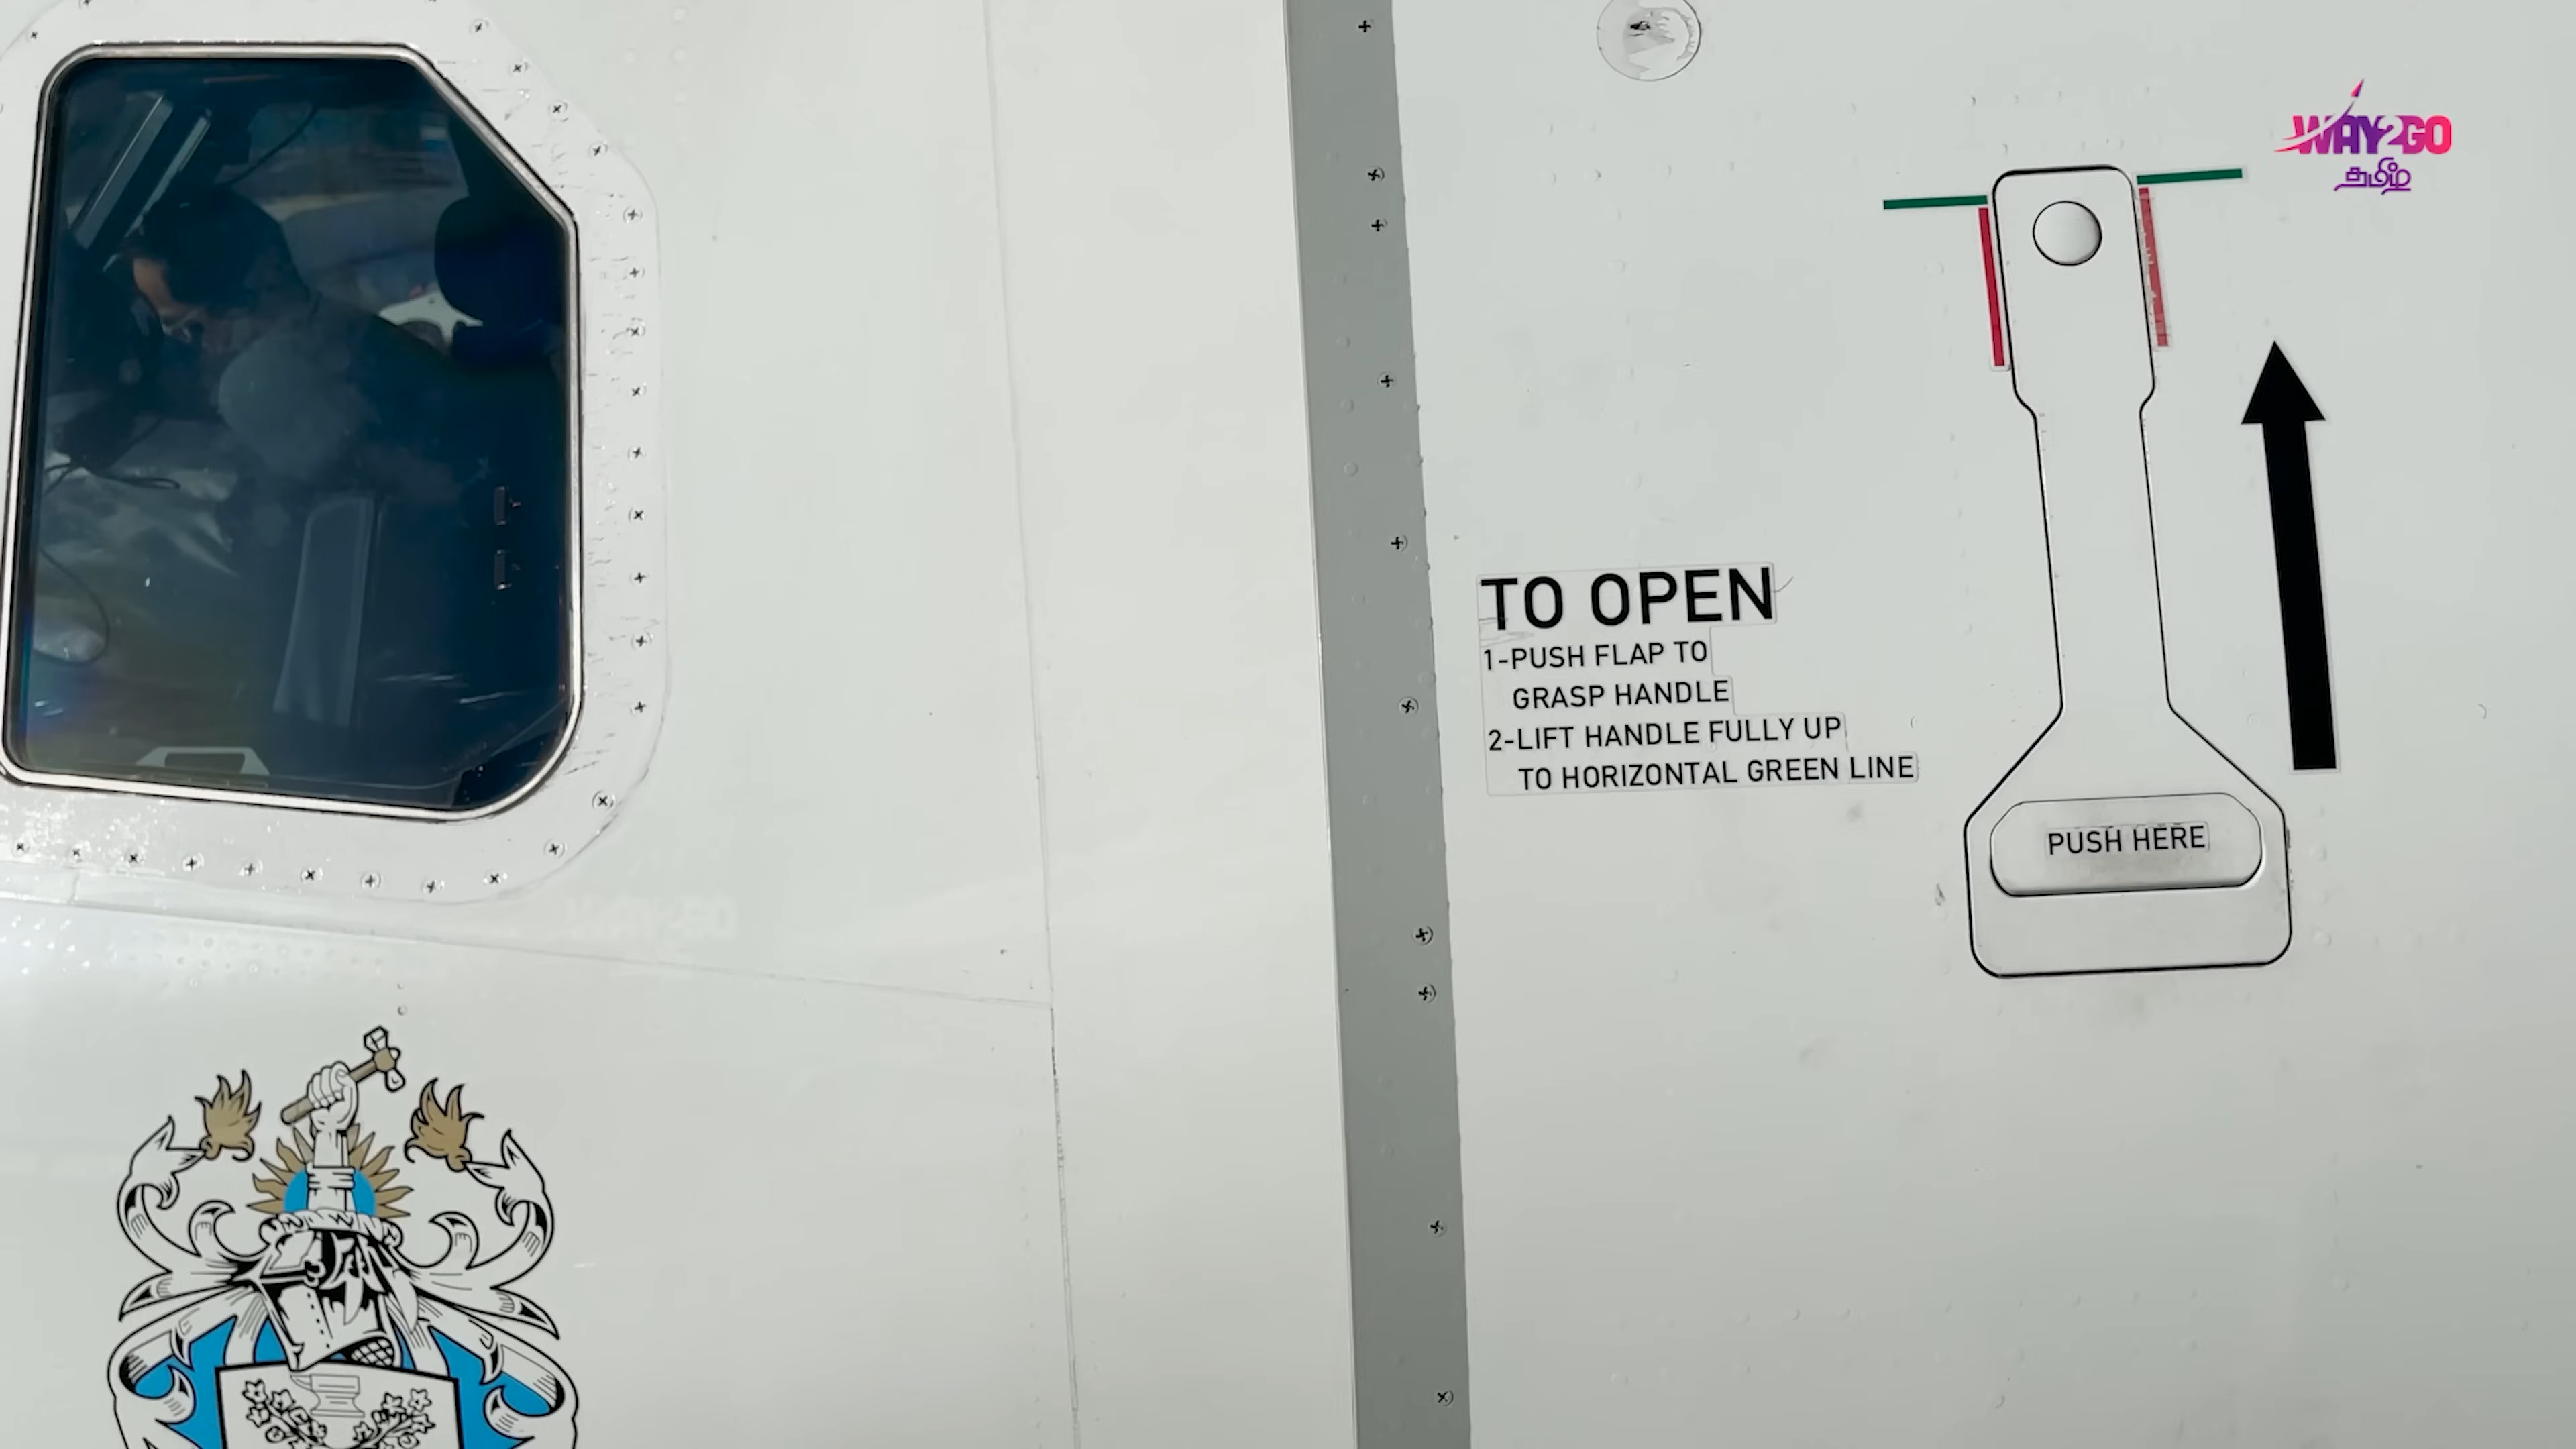 WAY2GO
தமிழ்
TO OPEN
1-PUSH FLAP TO
GRASP HANDLE
2-LIFT HANDLE FULLY UP
TO HORIZONTAL GREEN LINE
PUSH HERE